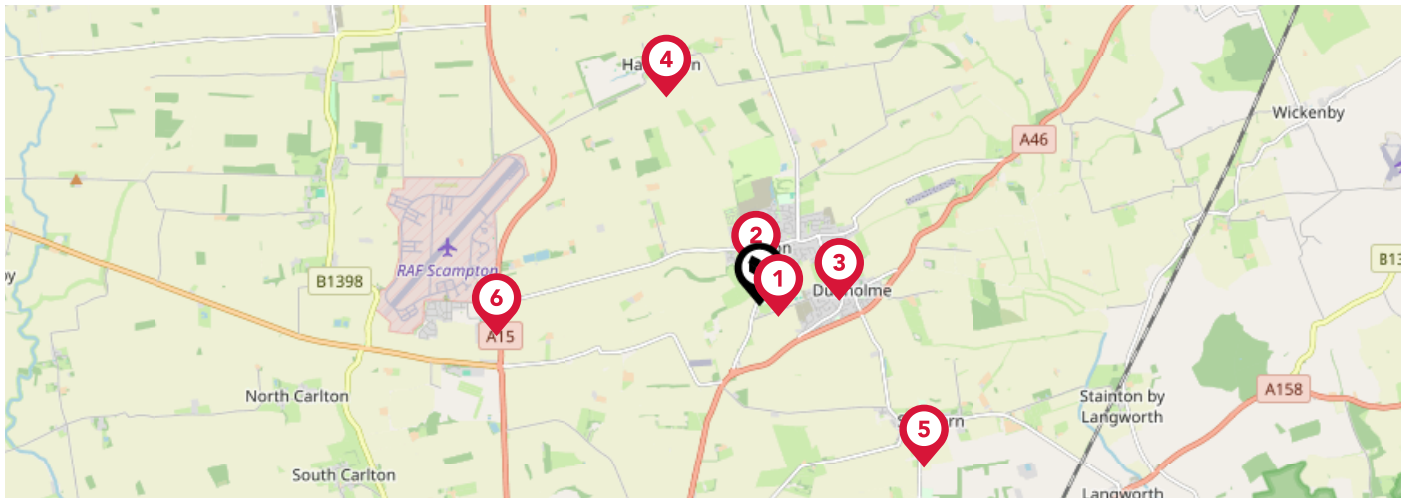 4
Wickenby
A46
2
RAF Scampton
3
1
B1398
6
A15
North Carlton
A158
Stainton by
Langworth
5
South Carlton
Langworth